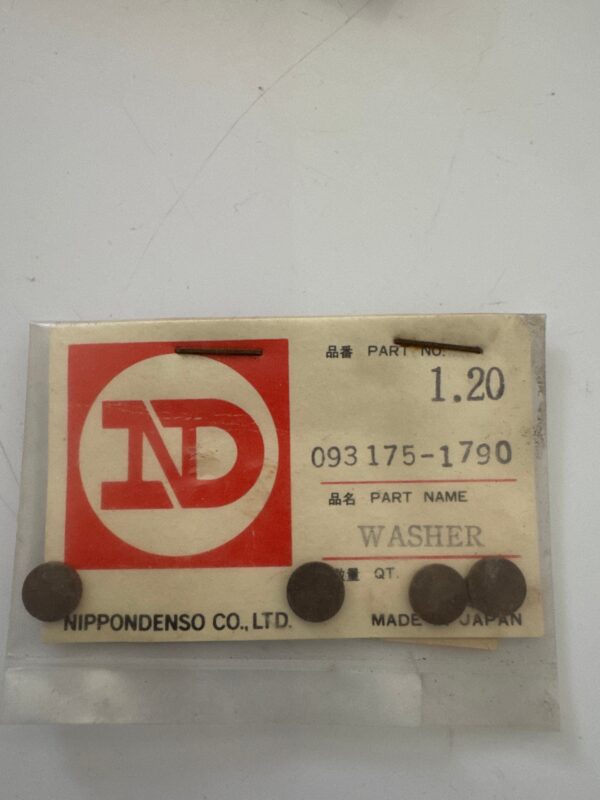 ND
品番 PART NO.
1.20
093175-1790
品名 PART NAME
WASHER
数量 QT.
NIPPONDENSO CO., LTD.
MADE JAPAN